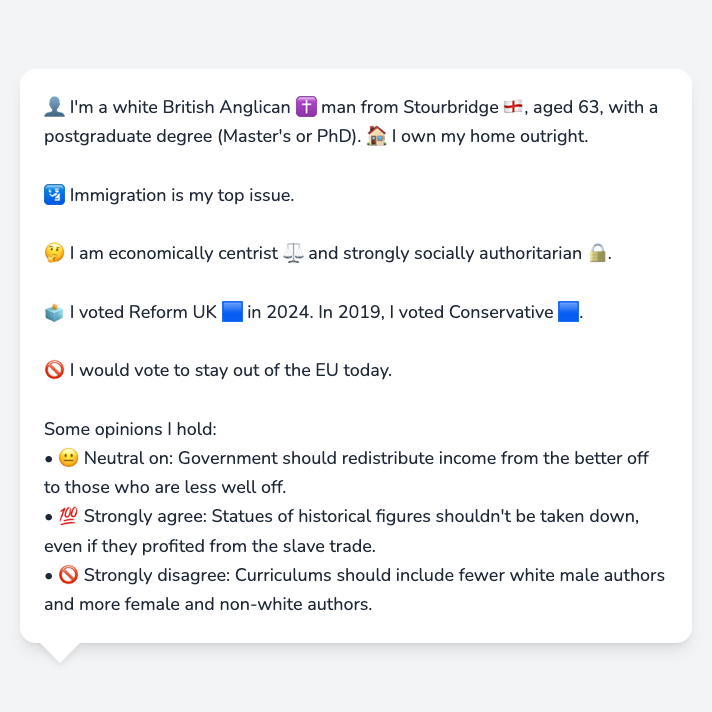 👤 I'm a white British Anglican ✝️ man from Stourbridge 🏴󠁧󠁢󠁥󠁮󠁧󠁿, aged 63, with a
postgraduate degree (Master's or PhD). 🏠 I own my home outright.
🛂 Immigration is my top issue.
🤔 I am economically centrist ⚖️ and strongly socially authoritarian 🔒.
🗳️ I voted Reform UK 🟦 in 2024. In 2019, I voted Conservative 🟦.
🚫 I would vote to stay out of the EU today.
Some opinions I hold:
• 😐 Neutral on: Government should redistribute income from the better off
to those who are less well off.
• 💯 Strongly agree: Statues of historical figures shouldn't be taken down,
even if they profited from the slave trade.
• 🚫 Strongly disagree: Curriculums should include fewer white male authors
and more female and non-white authors.